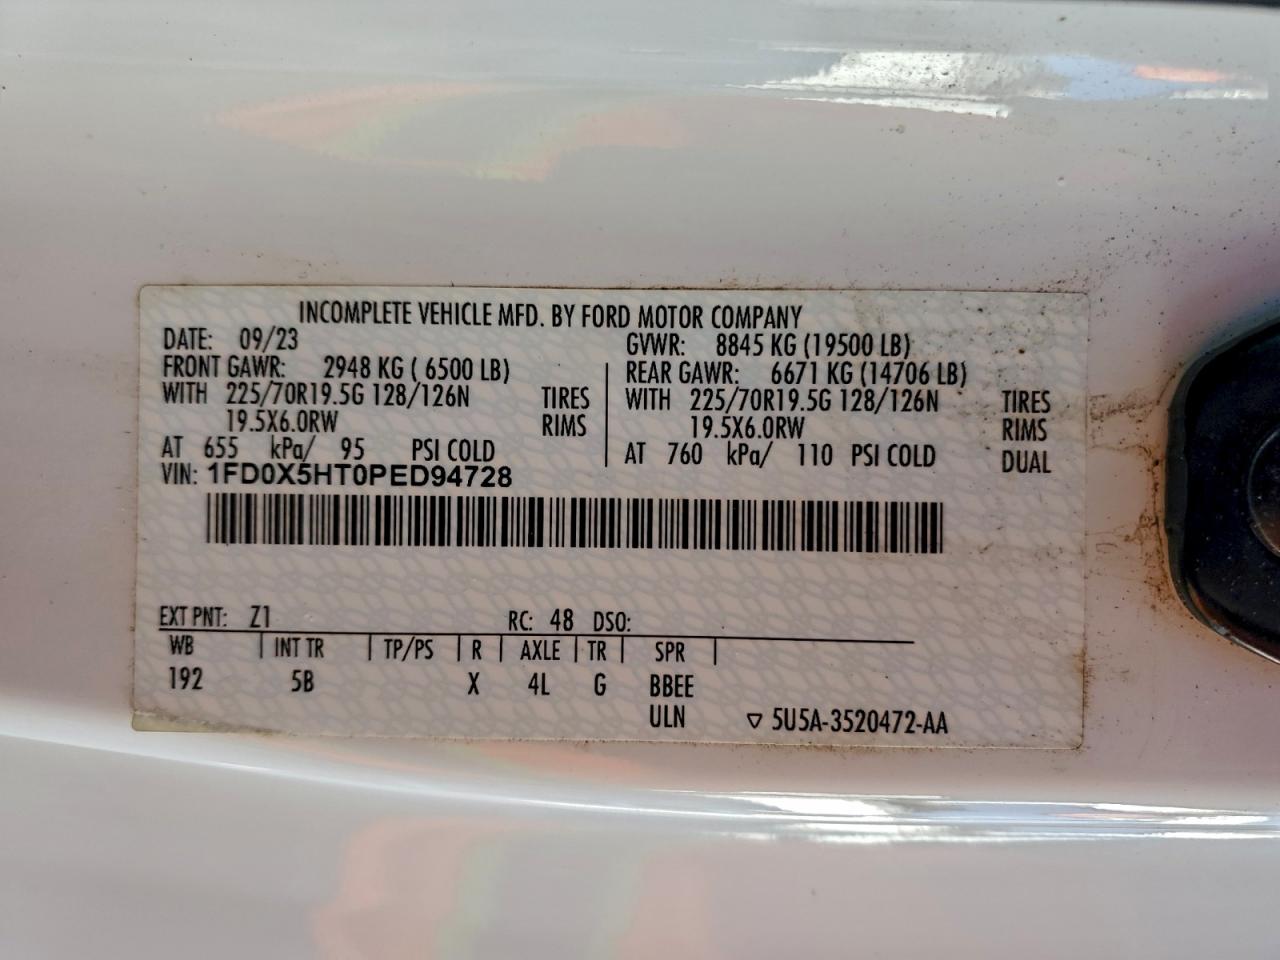 INCOMPLETE VEHICLE MFD. BY FORD MOTOR COMPANY
DATE: 09/23 GVWR: 8845 KG (19500 LB)
FRONT GAWR: 2948 KG ( 6500 LB) REAR GAWR: 6671 KG (14706 LB)
WITH 225/70R19.5G 128/126N TIRES WITH 225/70R19.5G 128/126N TIRES
19.5X6.0RW RIMS 19.5X6.0RW RIMS
AT 655 kPa/ 95 PSI COLD AT 760 kPa/ 110 PSI COLD DUAL
VIN: 1FD0X5HT0PED94728
EXT PNT: Z1 RC: 48 DSO:
WB | INT TR | TP/PS | R | AXLE | TR | SPR |
192 5B X 4L G BBEE
ULN ▽ 5U5A-3520472-AA